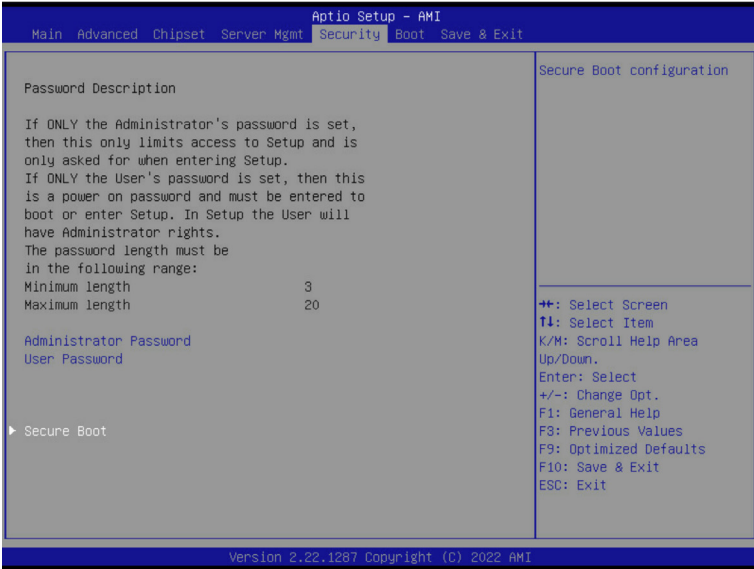 Aptio Setup - AMI
Main Advanced Chipset Server Mgmt Security Boot Save & Exit
Password Description
If ONLY the Administrator's password is set,
then this only limits access to Setup and is
only asked for when entering Setup.
If ONLY the User's password is set, then this
is a power on password and must be entered to
boot or enter Setup. In Setup the User will
have Administrator rights.
The password length must be
in the following range:
Minimum length 3
Maximum length 20
Administrator Password
User Password
▶ Secure Boot
Secure Boot configuration
→←: Select Screen
↑↓: Select Item
K/M: Scroll Help Area
Up/Down.
Enter: Select
+/-: Change Opt.
F1: General Help
F3: Previous Values
F9: Optimized Defaults
F10: Save & Exit
ESC: Exit
Version 2.22.1287 Copyright (C) 2022 AMI